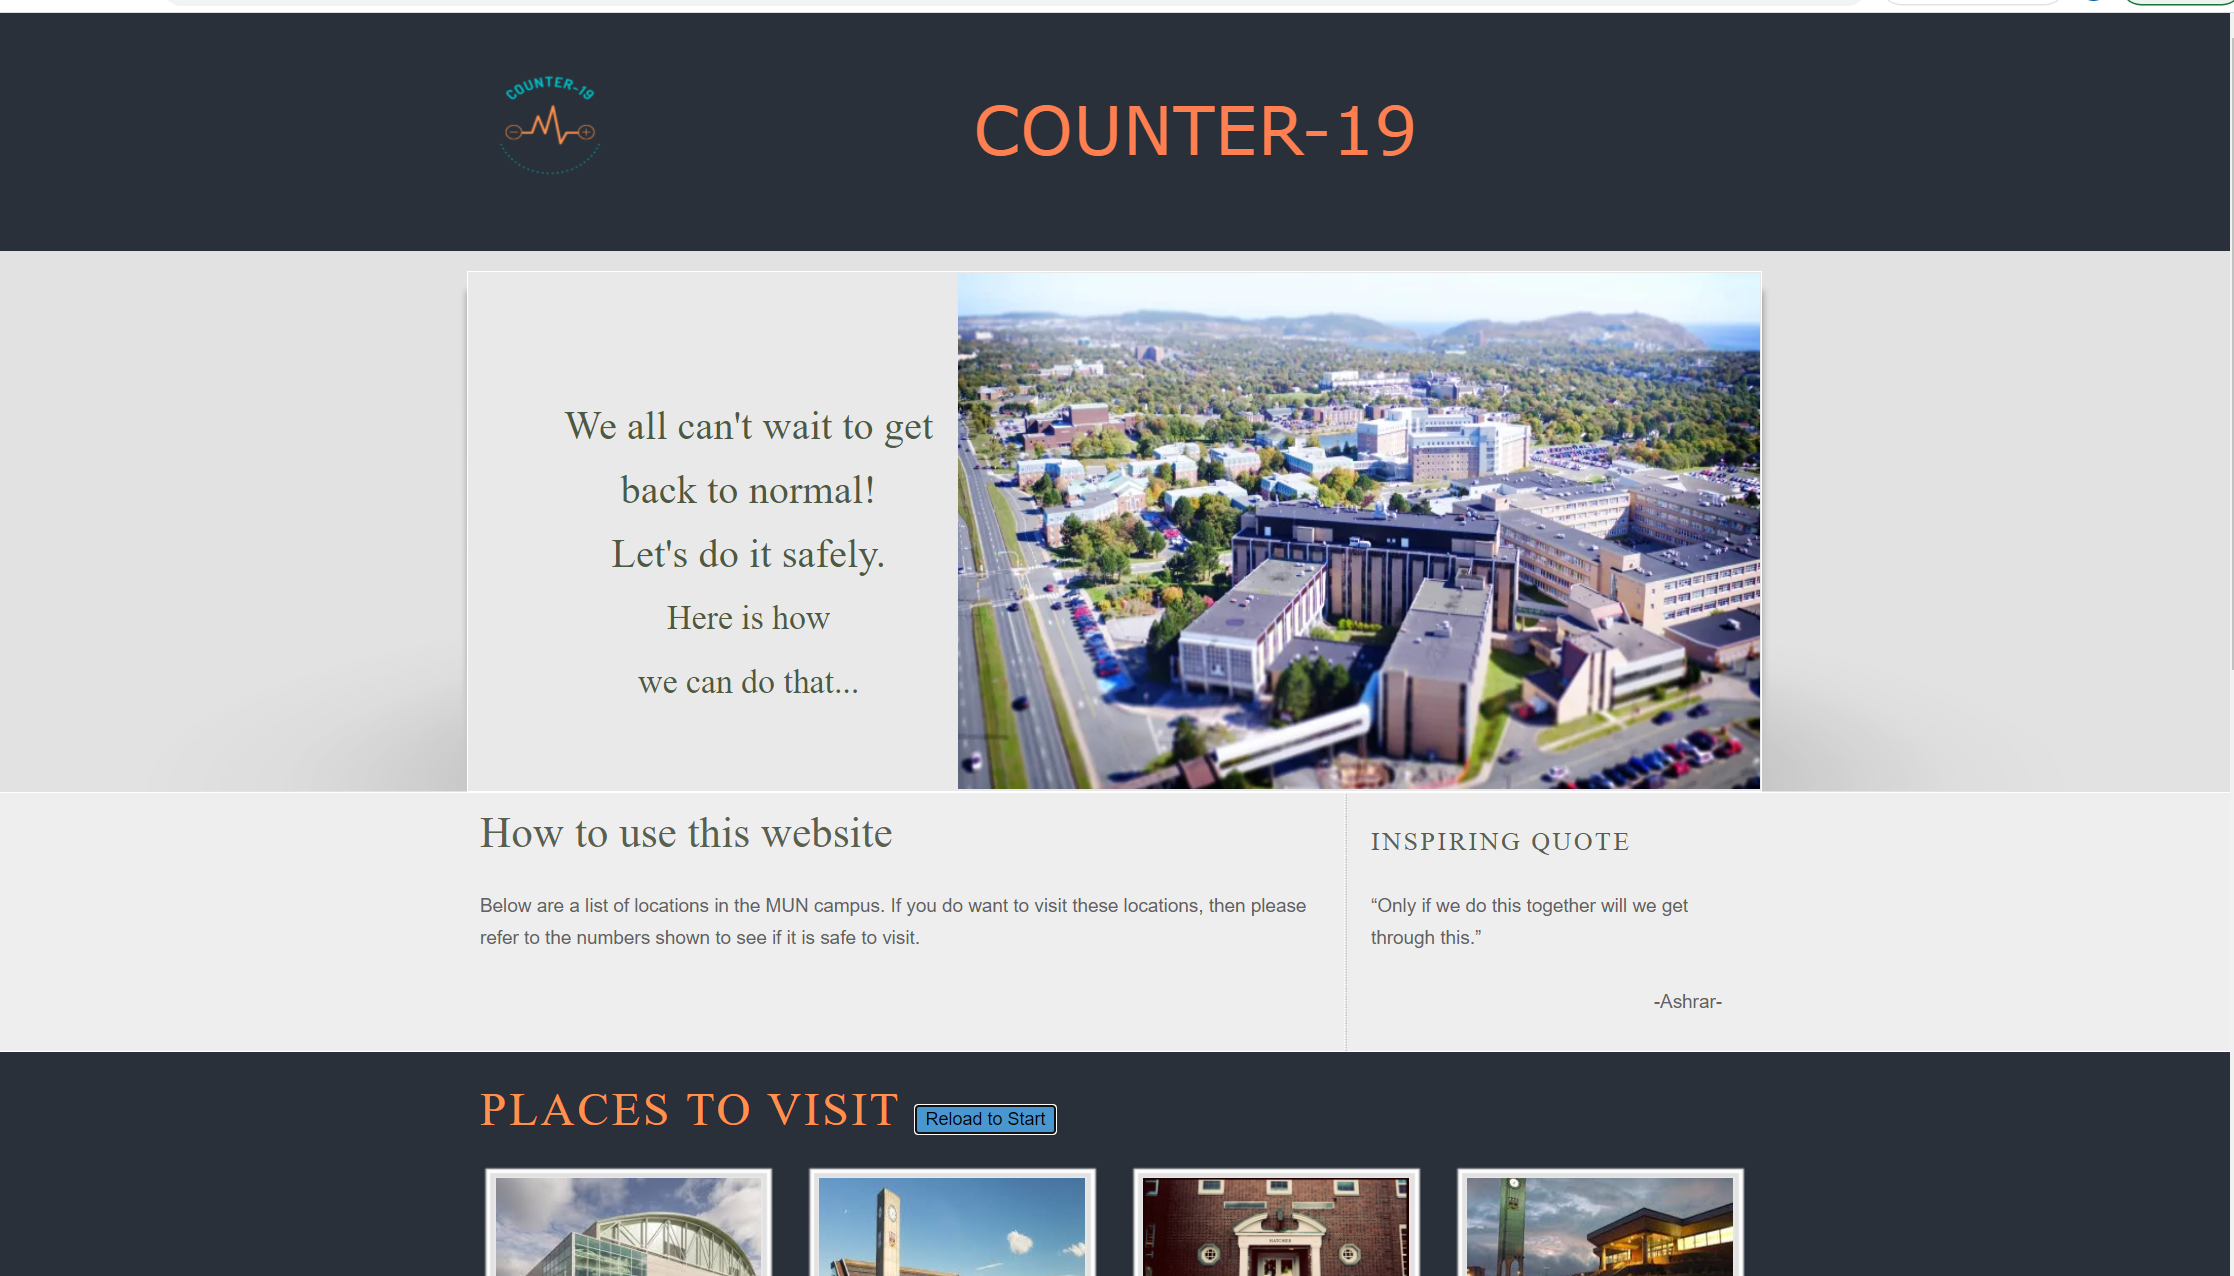 COUNTER-19
COUNTER-19
We all can't wait to get
back to normal!
Let's do it safely.
Here is how
we can do that...
How to use this website
Below are a list of locations in the MUN campus. If you do want to visit these locations, then please
refer to the numbers shown to see if it is safe to visit.
INSPIRING QUOTE
“Only if we do this together will we get
through this.”
-Ashrar-
PLACES TO VISIT
Reload to Start
HATCHER